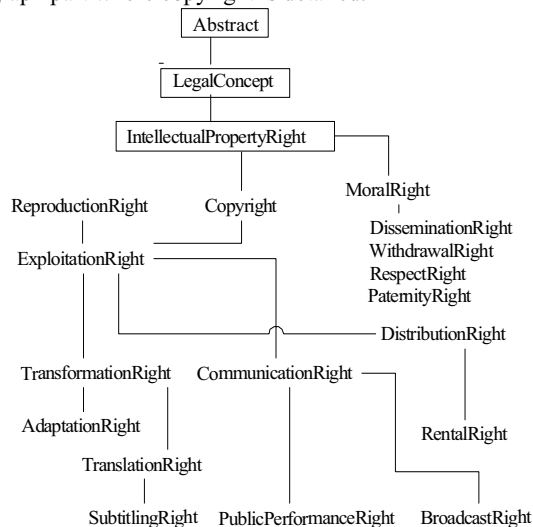 Abstract
LegalConcept
IntellectualPropertyRight
MoralRight
ReproductionRight Copyright
DisseminationRight
WithdrawalRight
ExploitationRight
RespectRight
PaternityRight
DistributionRight
TransformationRight CommunicationRight
AdaptationRight
RentalRight
TranslationRight
SubtitlingRight PublicPerformanceRight BroadcastRight